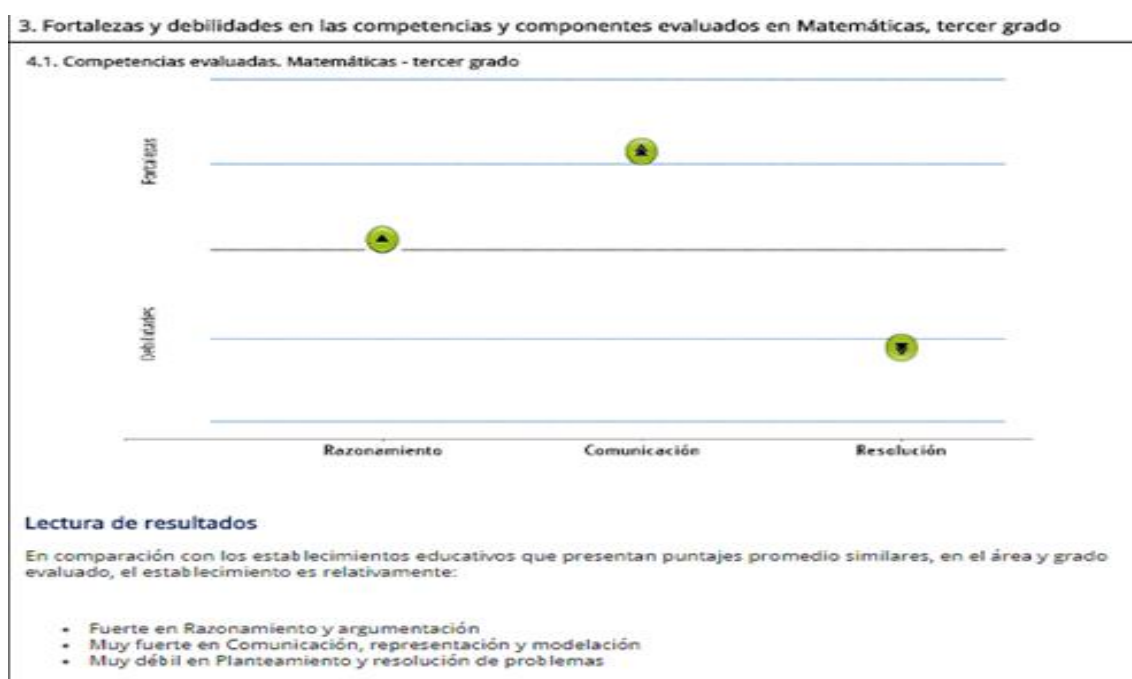 3. Fortalezas y debilidades en las competencias y componentes evaluados en Matemáticas, tercer grado
4.1. Competencias evaluadas. Matemáticas - tercer grado
Fortalezas
Debilidades
Razonamiento
Comunicación
Resolución
Lectura de resultados
En comparación con los establecimientos educativos que presentan puntajes promedio similares, en el área y grado
evaluado, el establecimiento es relativamente:
• Fuerte en Razonamiento y argumentación
• Muy fuerte en Comunicación, representación y modelación
• Muy débil en Planteamiento y resolución de problemas